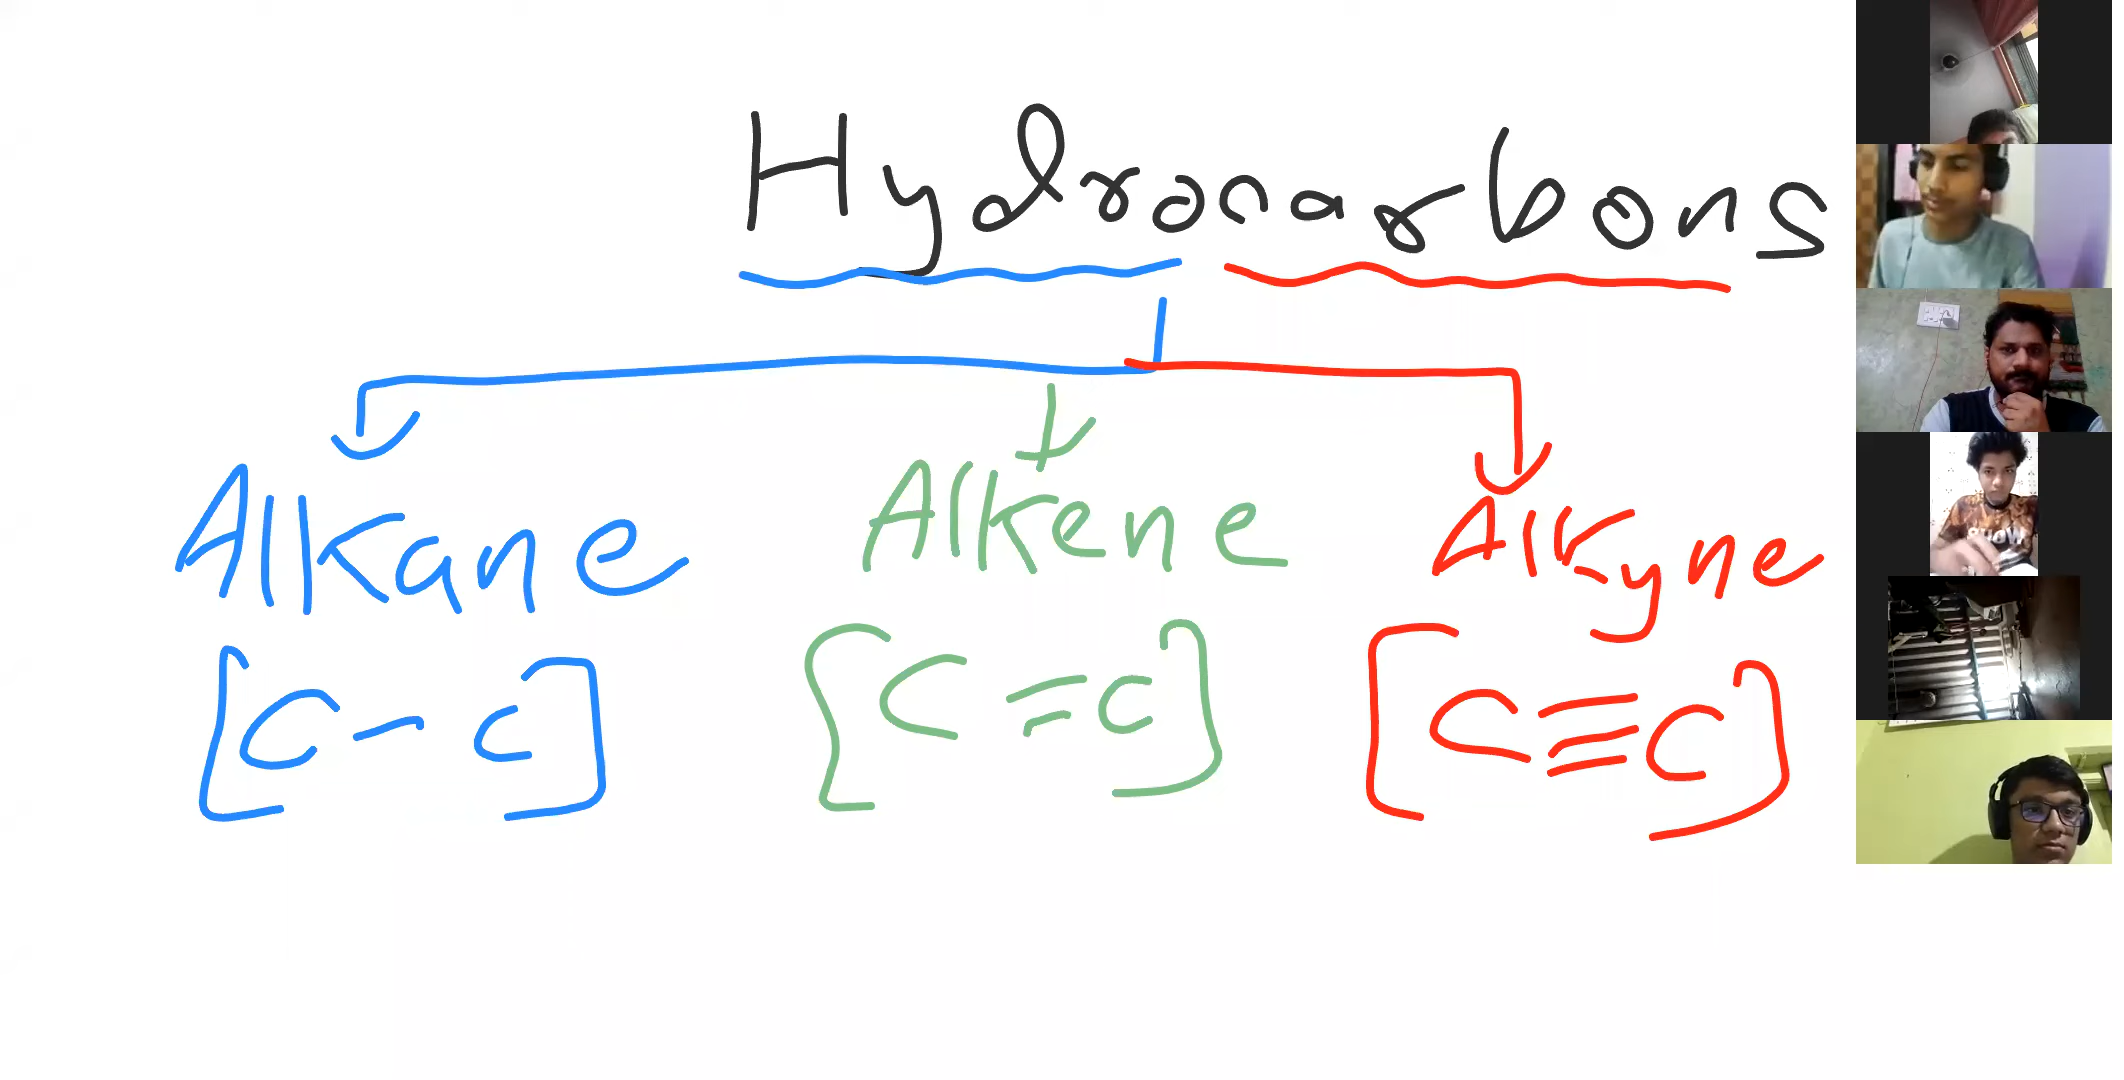 Hydrocarbons
Alkane Alkene Alkyne
[C-C] [C=C] [C≡C]